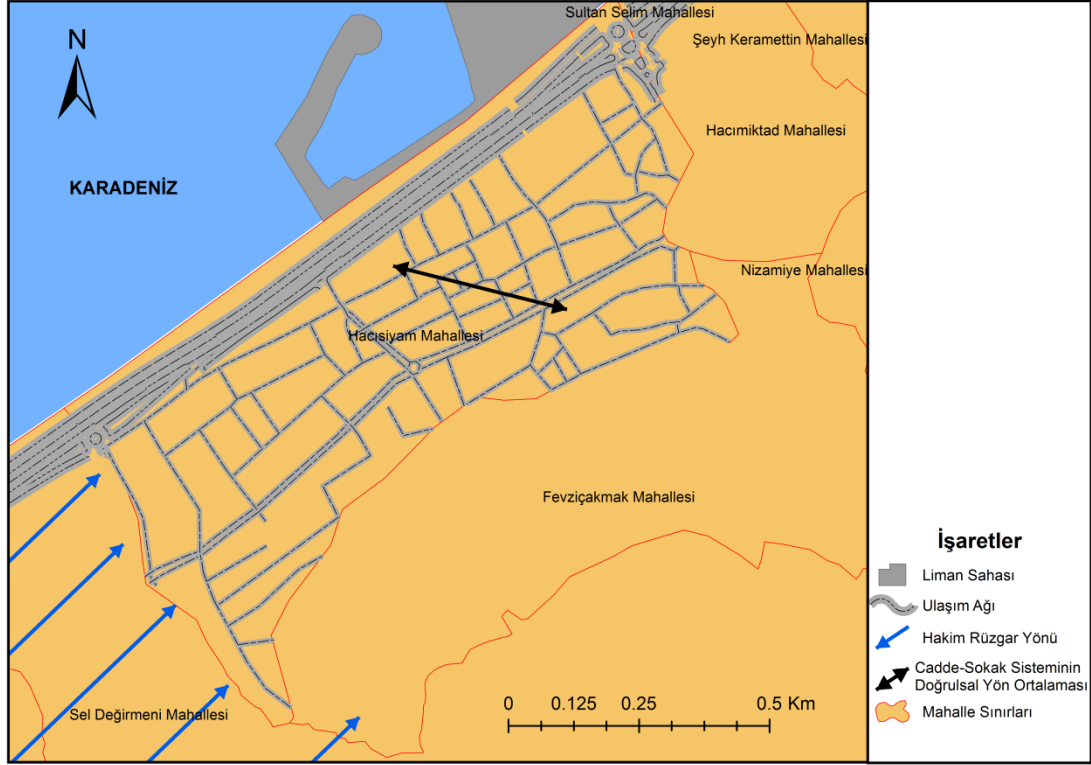 Sultan Selim Mahallesi
N
Şeyh Keramettin Mahallesi
Hacımiktad Mahallesi
KARADENİZ
Nizamiye Mahallesi
Hacısiyam Mahallesi
Fevziçakmak Mahallesi
Sel Değirmeni Mahallesi
0 0.125 0.25 0.5 Km
İşaretler
Liman Sahası
Ulaşım Ağı
Hakim Rüzgar Yönü
Cadde-Sokak Sisteminin
Doğrulsal Yön Ortalaması
Mahalle Sınırları